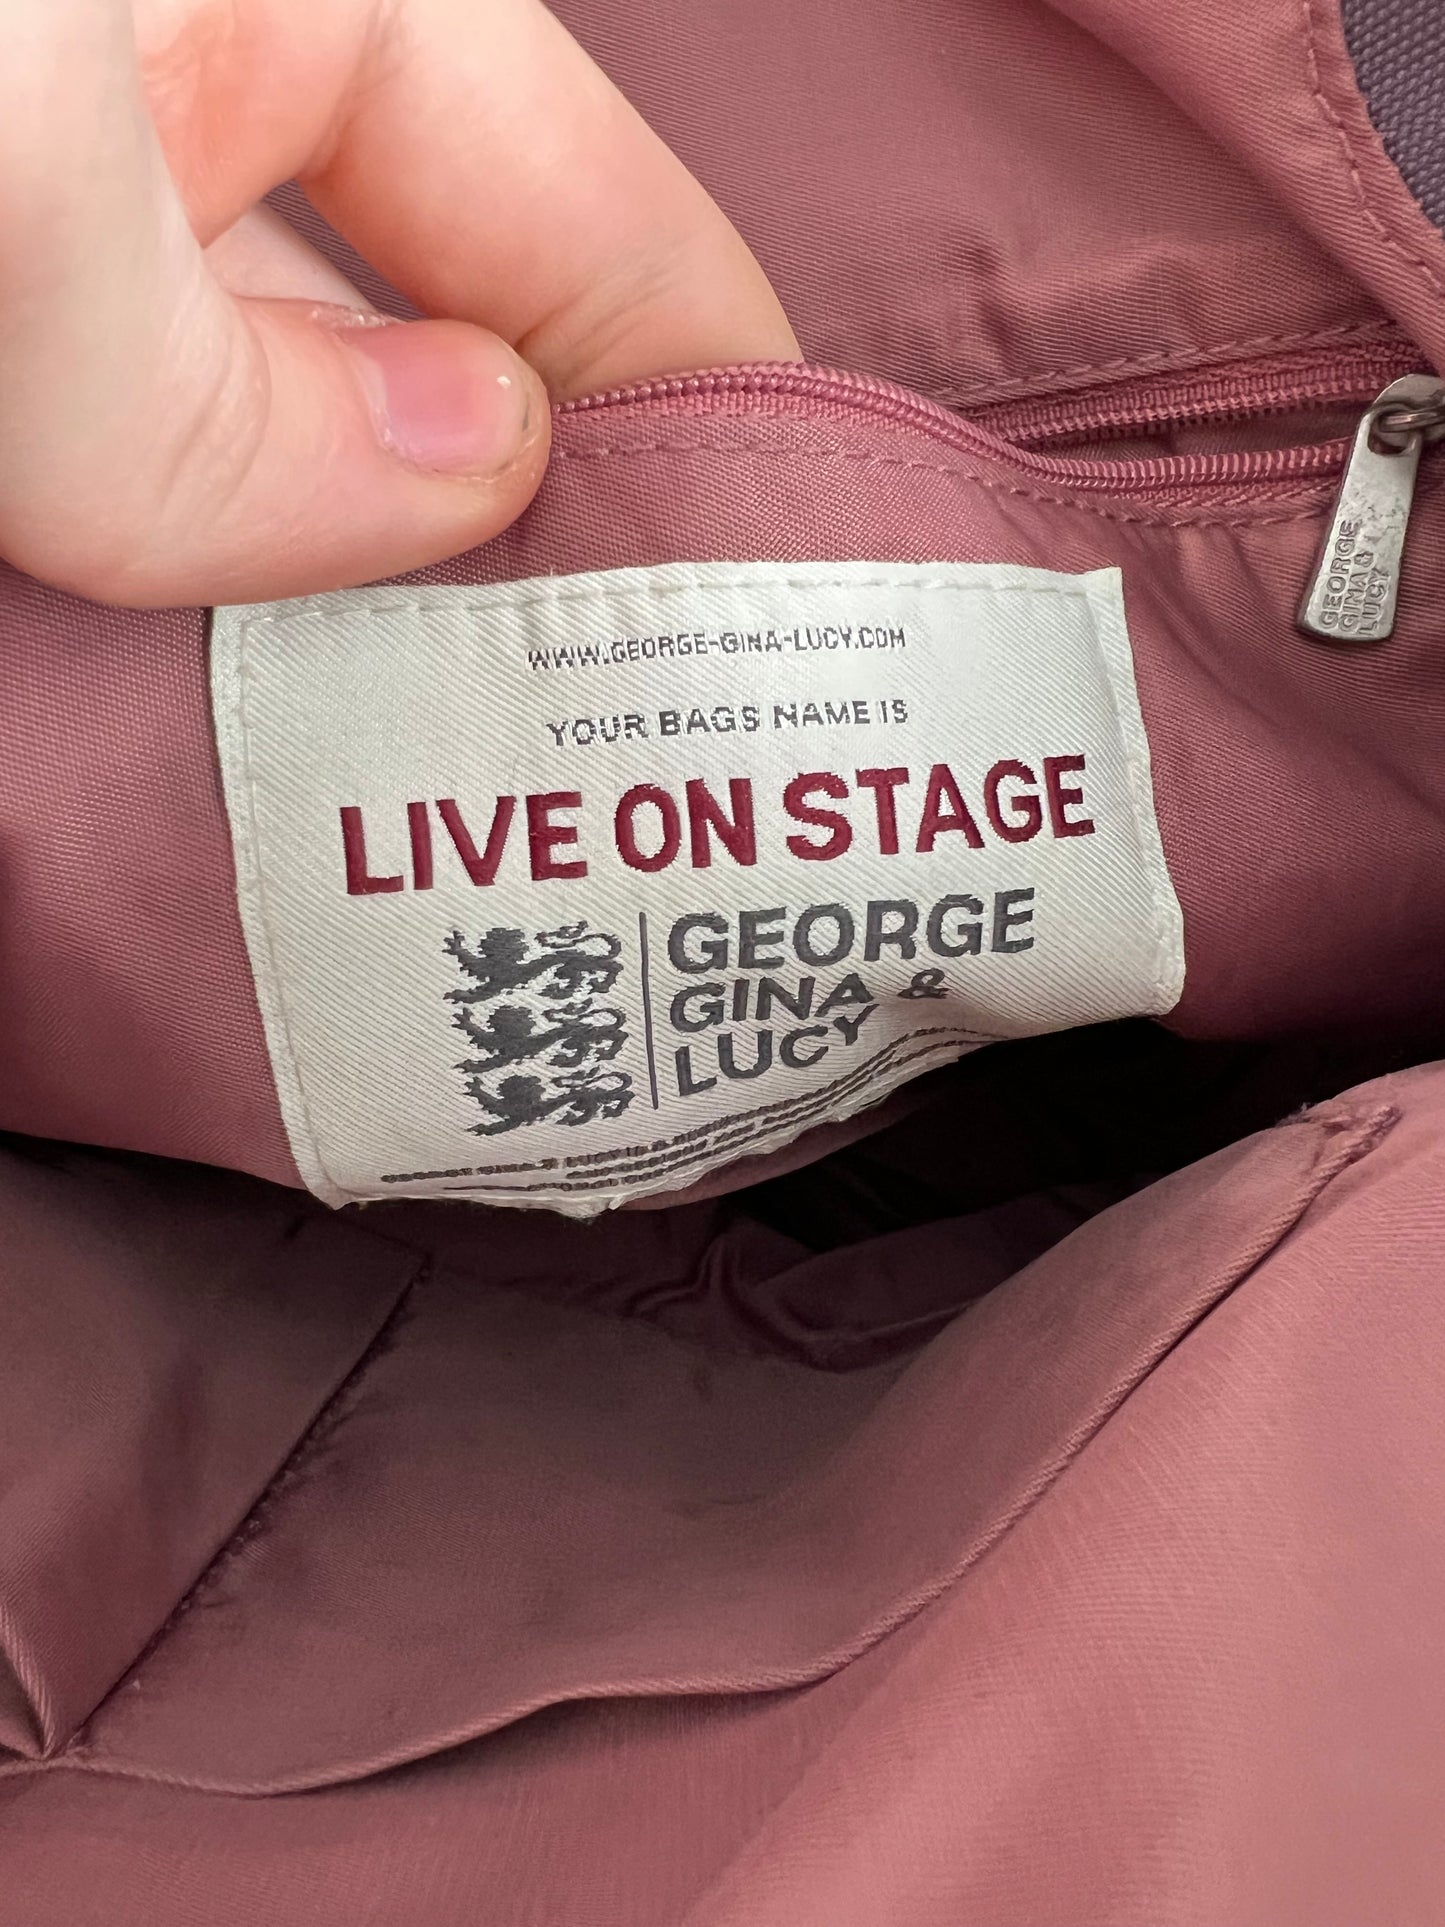 WWW.GEORGE-GINA-LUCY.COM
YOUR BAGS NAME IS
LIVE ON STAGE
GEORGE
GINA &
LUCY
GEORGE
GINA &
LUCY